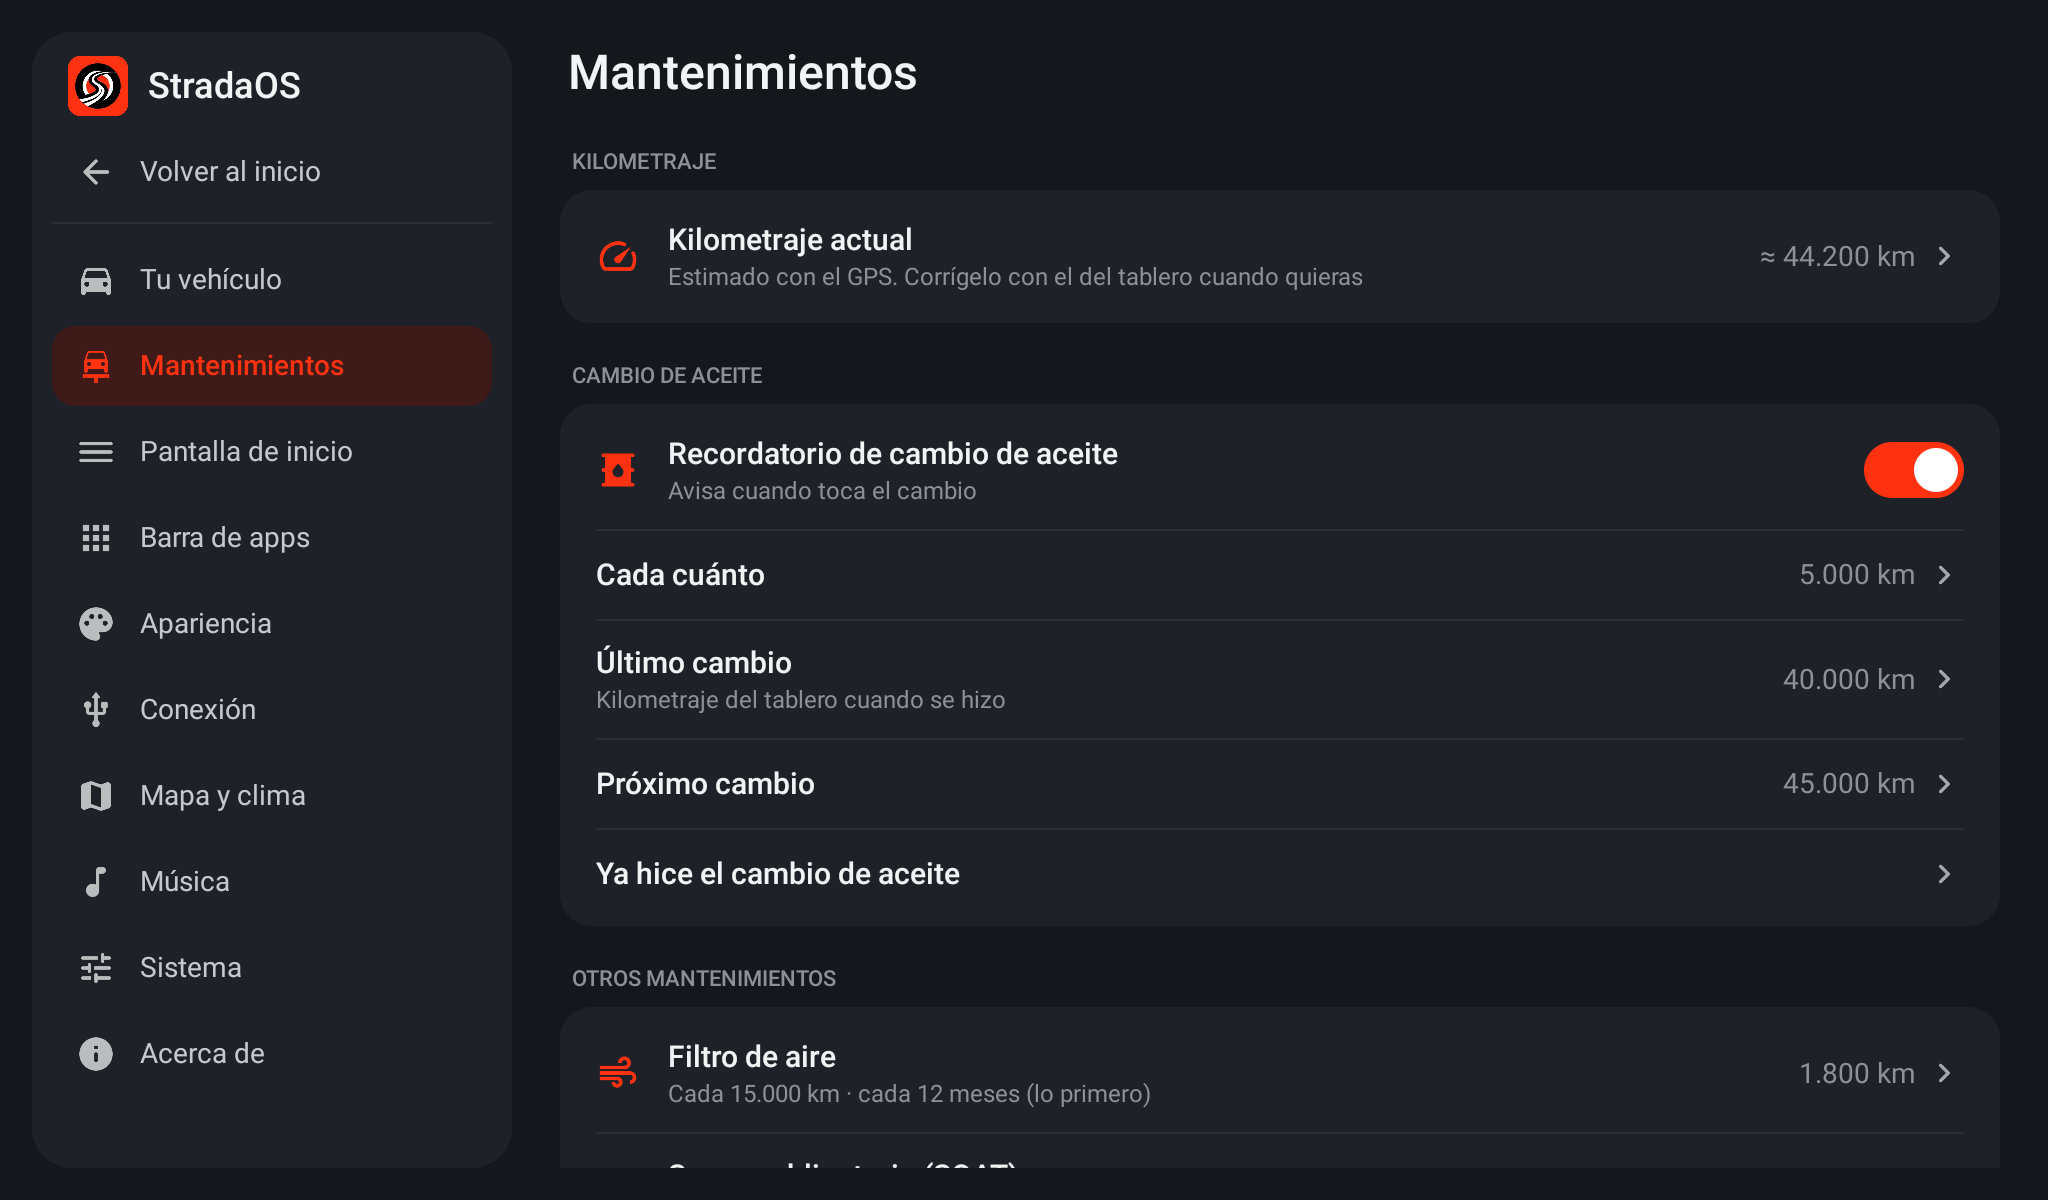 StradaOS
Volver al inicio
Tu vehículo
Mantenimientos
Pantalla de inicio
Barra de apps
Apariencia
Conexión
Mapa y clima
Música
Sistema
Acerca de
Mantenimientos
KILOMETRAJE
Kilometraje actual
Estimado con el GPS. Corrígelo con el del tablero cuando quieras
≈ 44.200 km
CAMBIO DE ACEITE
Recordatorio de cambio de aceite
Avisa cuando toca el cambio
Cada cuánto
5.000 km
Último cambio
Kilometraje del tablero cuando se hizo
40.000 km
Próximo cambio
45.000 km
Ya hice el cambio de aceite
OTROS MANTENIMIENTOS
Filtro de aire
Cada 15.000 km · cada 12 meses (lo primero)
1.800 km